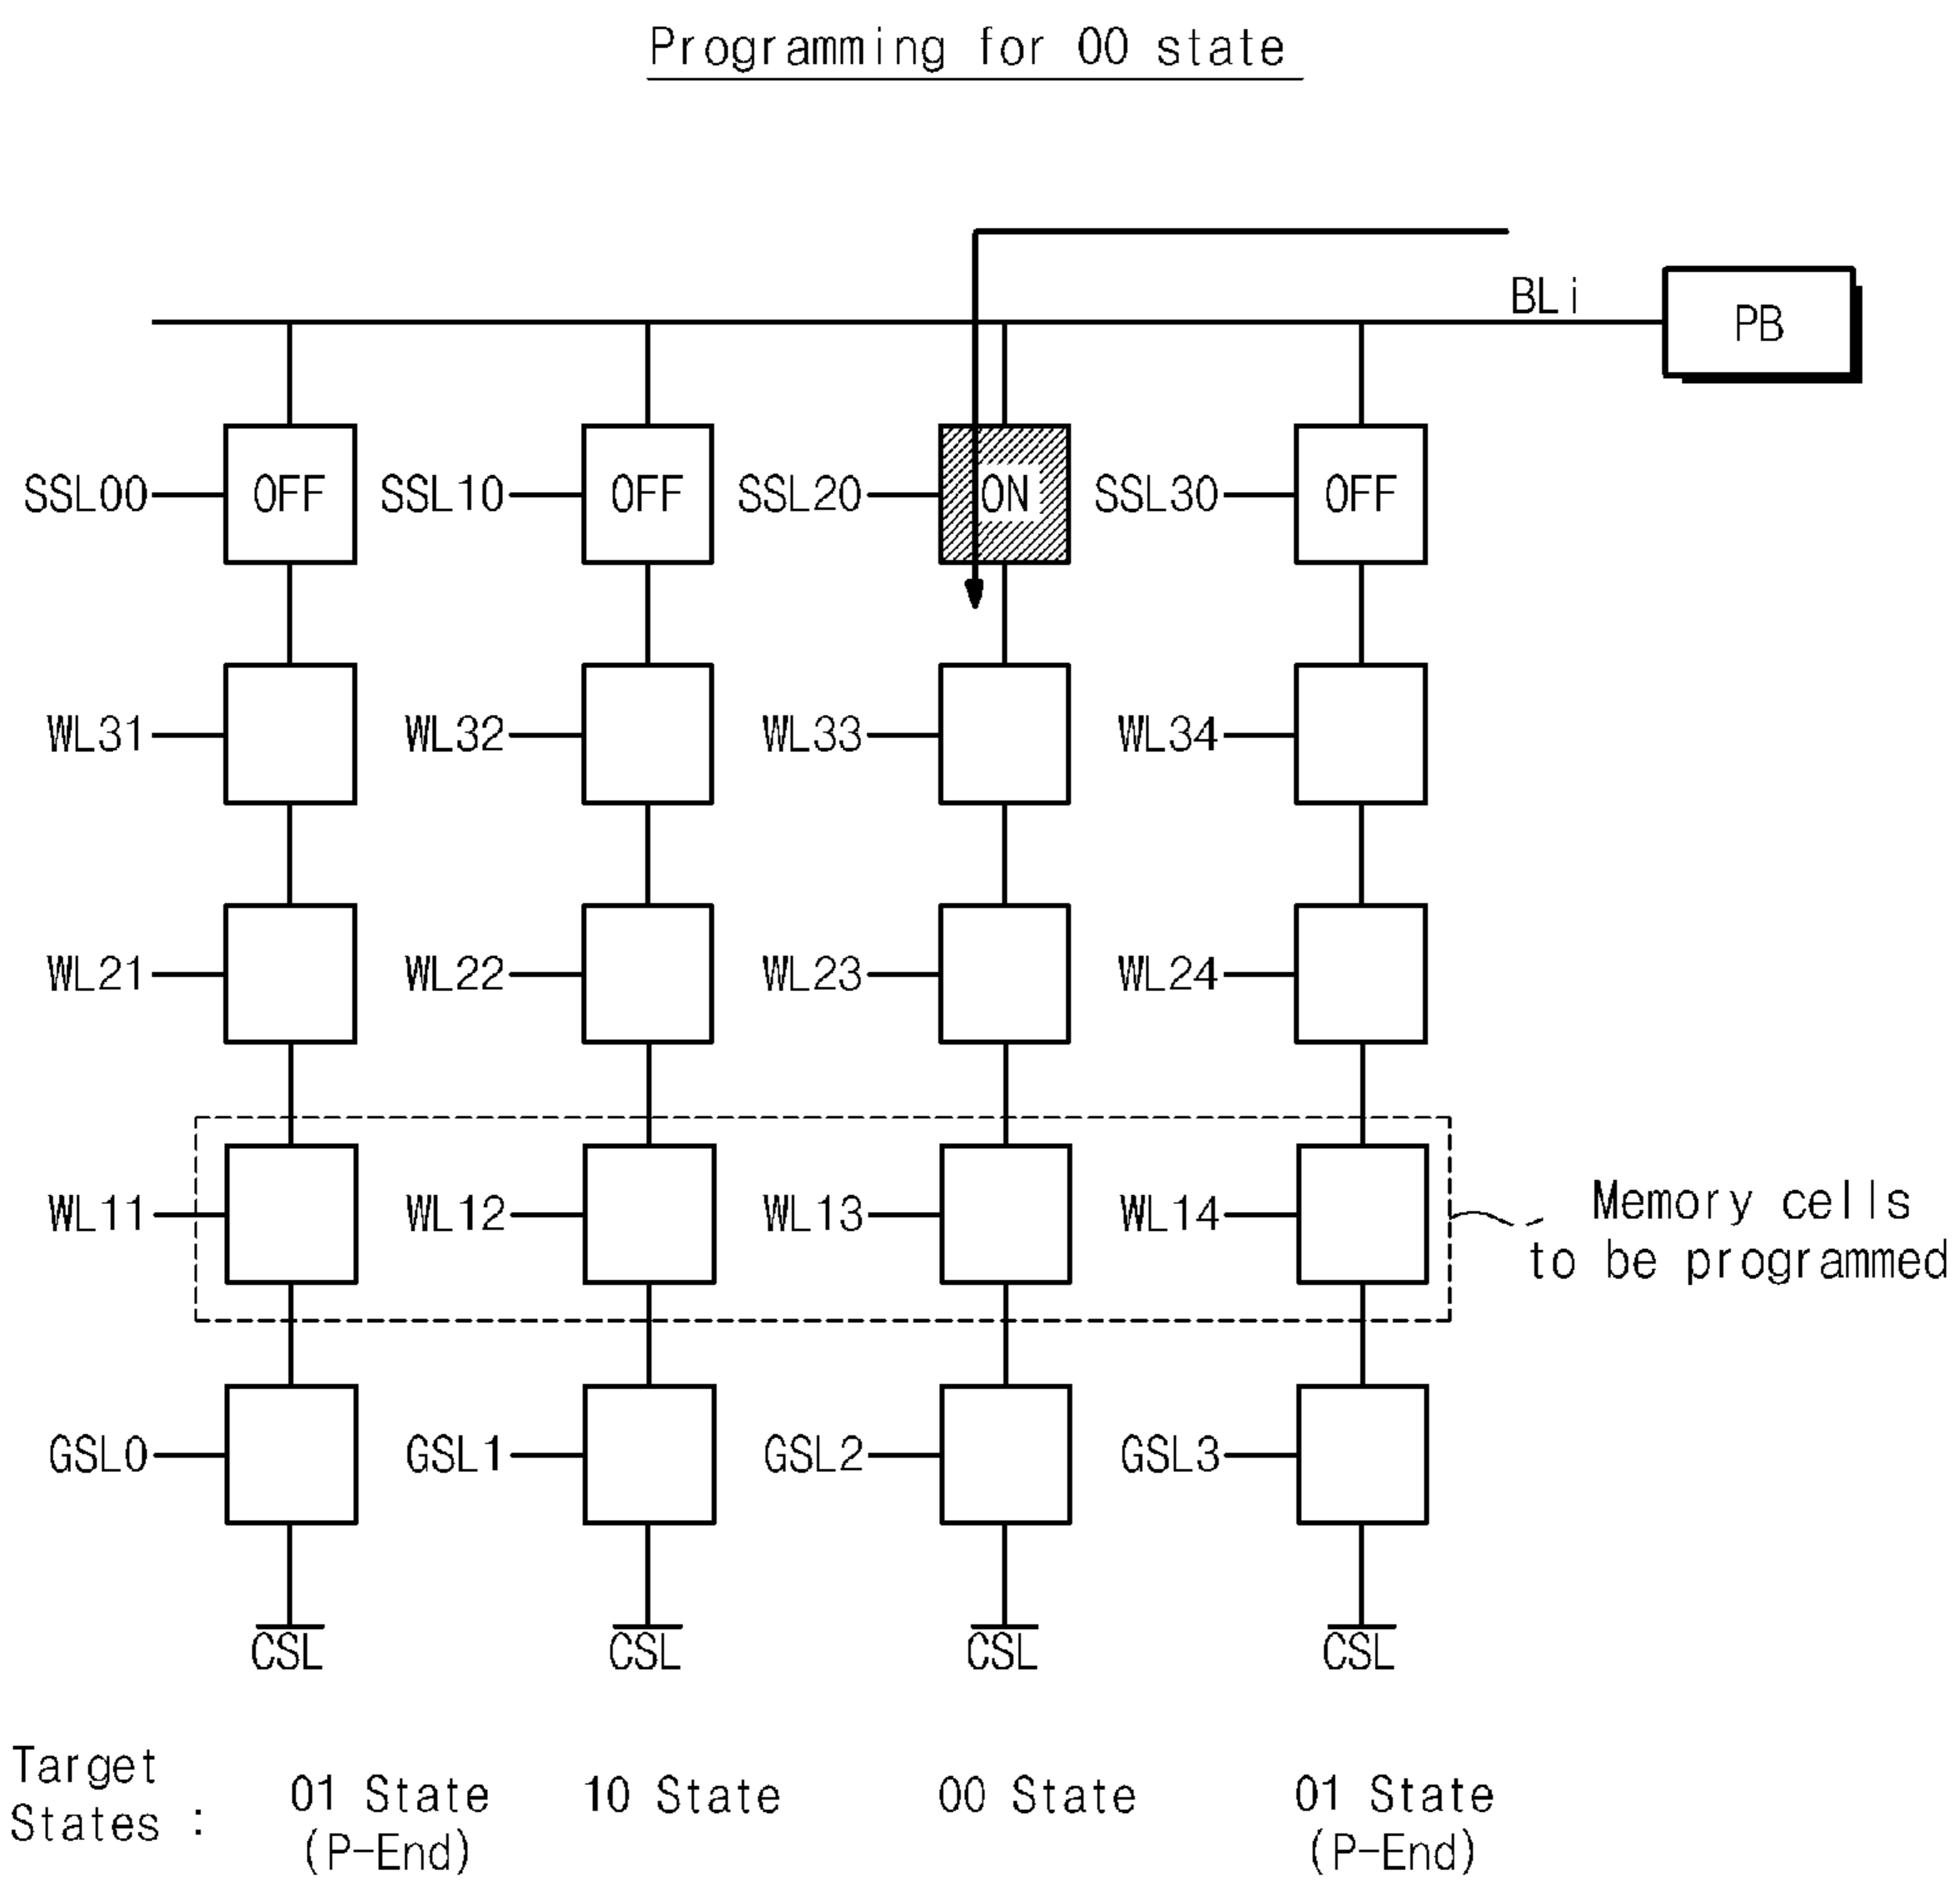 Programming for 00 state
BLi
PB
SSL00 OFF SSL10 OFF SSL20 ON SSL30 OFF
WL31 WL32 WL33 WL34
WL21 WL22 WL23 WL24
WL11 WL12 WL13 WL14
Memory cells
to be programmed
GSL0 GSL1 GSL2 GSL3
CSL CSL CSL CSL
Target
States :
01 State 10 State 00 State 01 State
(P-End) (P-End)